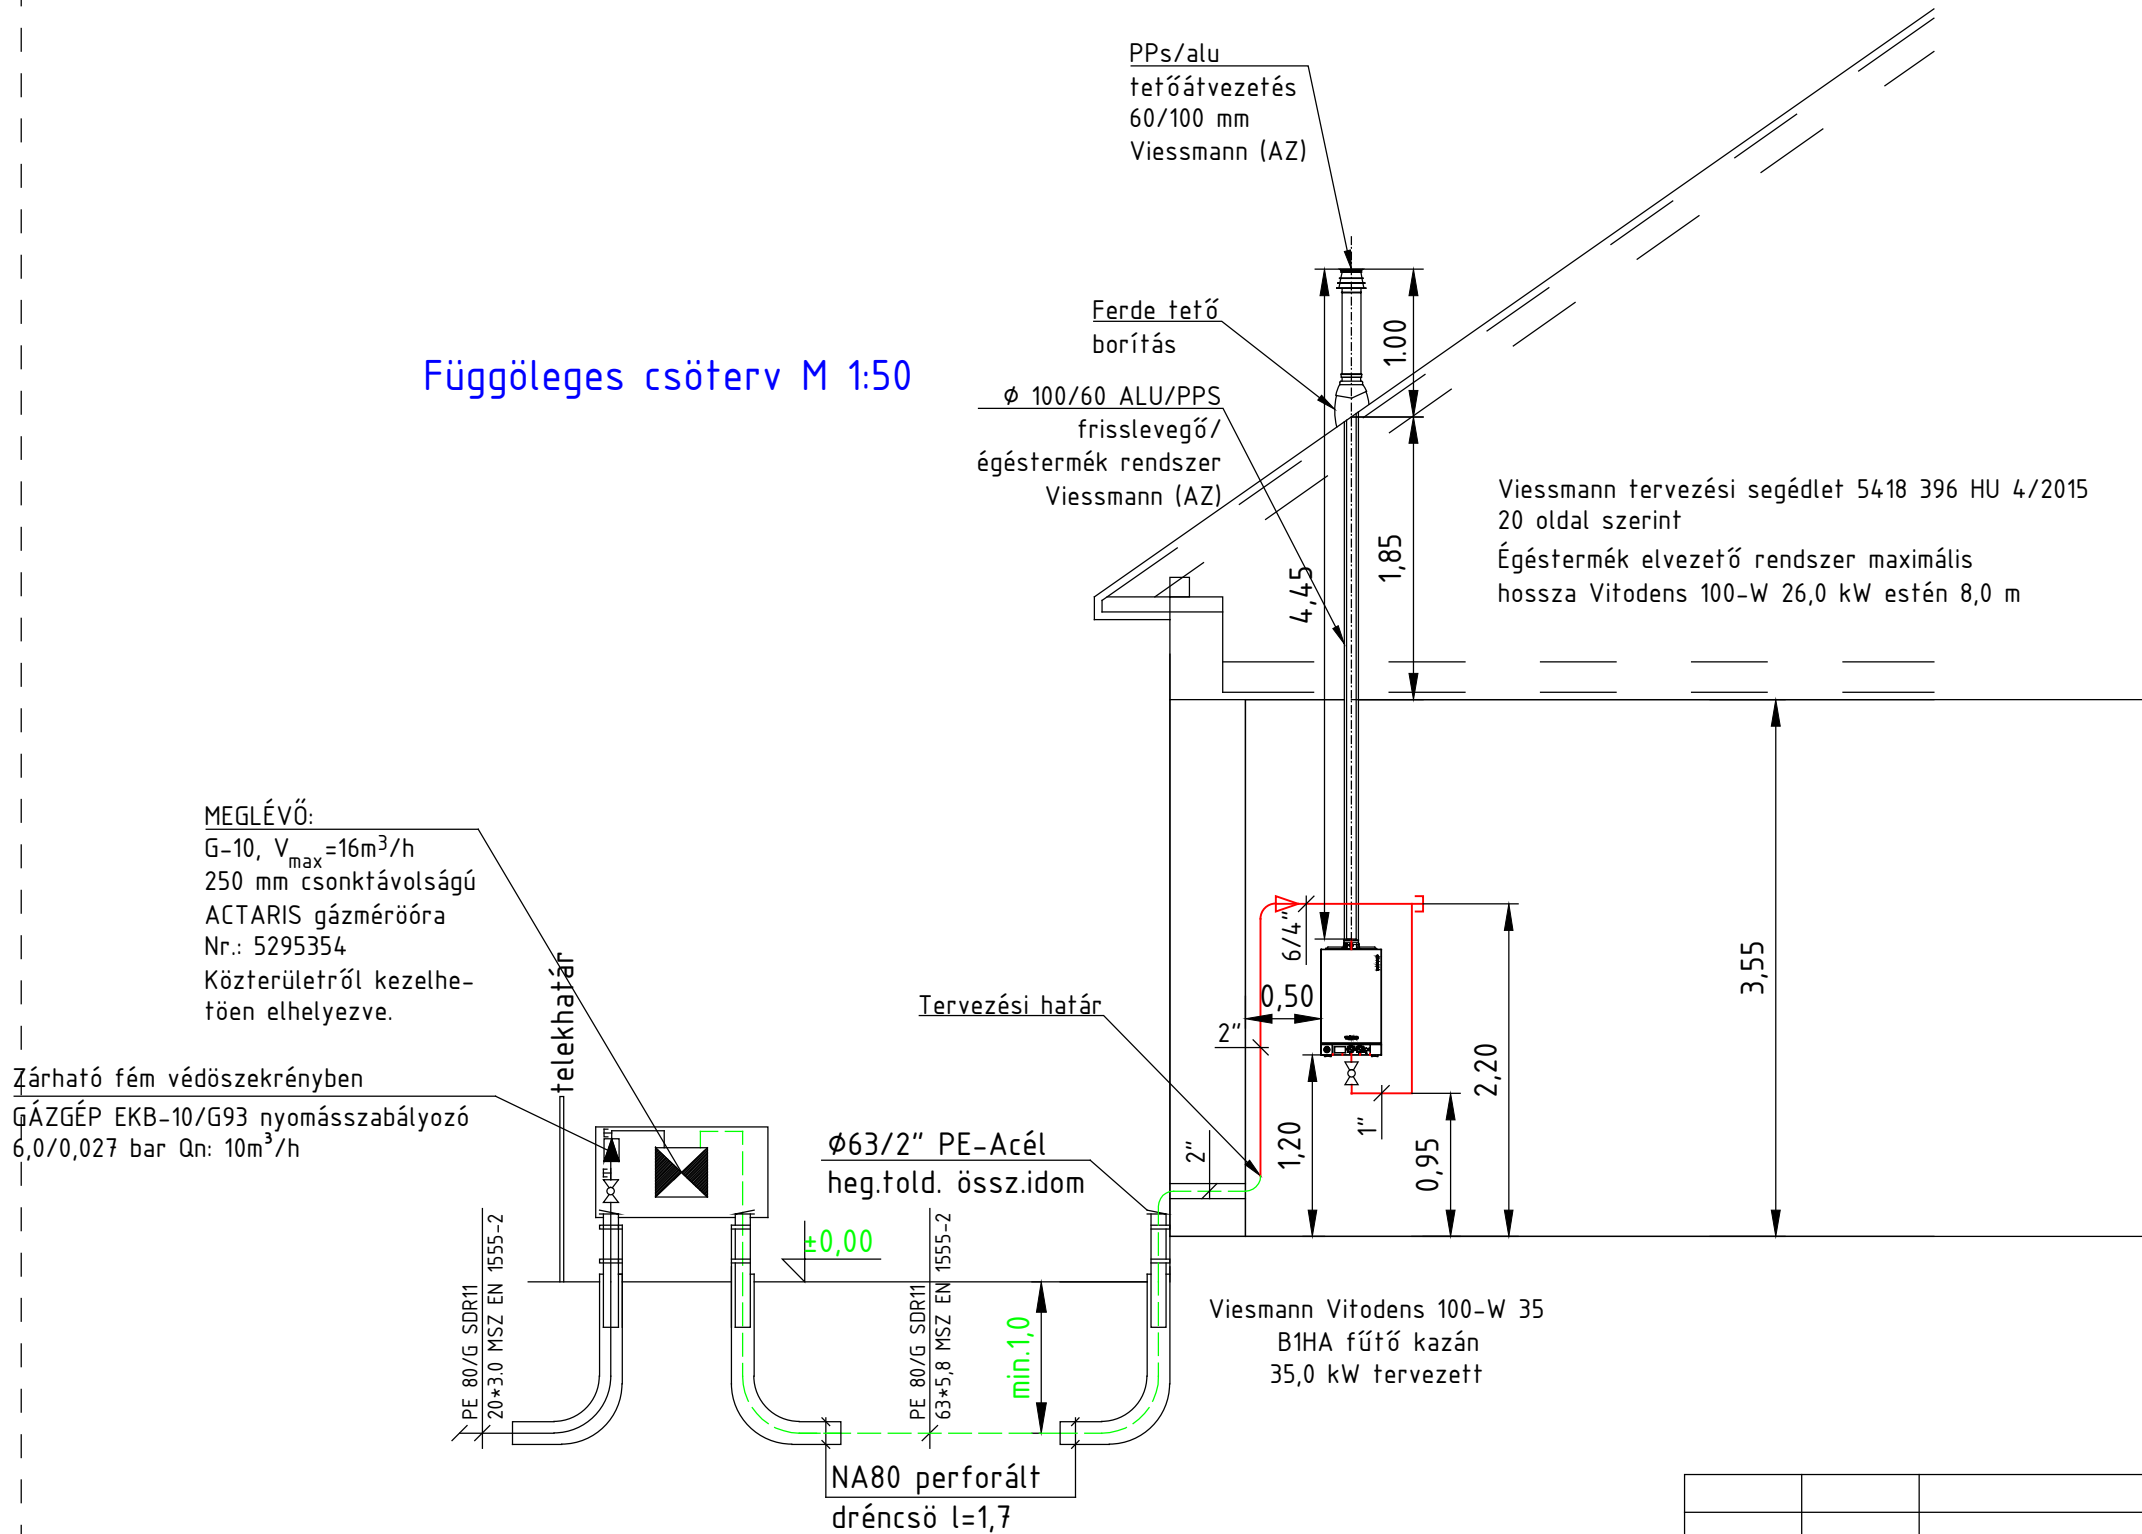 PPs/alu
tetőátvezetés
60/100 mm
Viessmann (AZ)
Ferde tető
borítás
Függöleges csöterv M 1:50
Ø 100/60 ALU/PPS
frisslevegő/
égéstermék rendszer
Viessmann (AZ)
1.00
1,85
4,45
Viessmann tervezési segédlet 5418 396 HU 4/2015
20 oldal szerint
Égéstermék elvezető rendszer maximális
hossza Vitodens 100-W 26,0 kW estén 8,0 m
MEGLÉVŐ:
G-10, Vmax=16m³/h
250 mm csonktávolságú
ACTARIS gázméröóra
Nr.: 5295354
Közterületről kezelhe-
töen elhelyezve.
telekhatár
Zárható fém védöszekrényben
GÁZGÉP EKB-10/G93 nyomásszabályozó
6,0/0,027 bar Qn: 10m³/h
Tervezési határ
6/4"
0,50
2"
3,55
2,20
1"
1,20
0,95
2"
Ø63/2" PE-Acél
heg.told. össz.idom
±0,00
PE 80/G SDR11
20*3.0 MSZ EN 1555-2
PE 80/G SDR11
63*5,8 MSZ EN 1555-2
min.1,0
Viesmann Vitodens 100-W 35
B1HA fűtő kazán
35,0 kW tervezett
NA80 perforált
dréncsö l=1,7